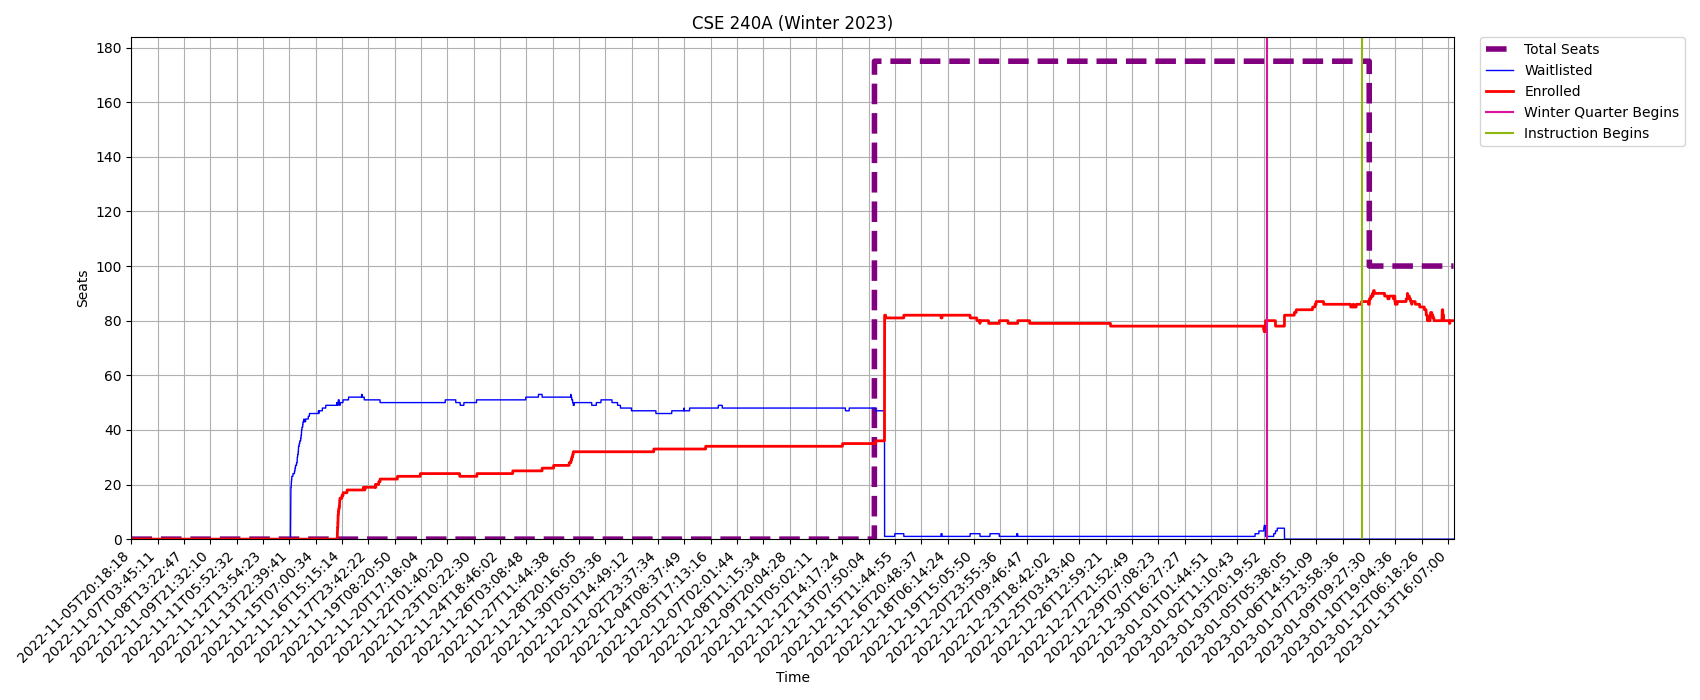 CSE 240A (Winter 2023)
Total Seats
Waitlisted
Enrolled
Winter Quarter Begins
Instruction Begins
Seats
180
160
140
120
100
80
60
40
20
0
2022-11-05T20:18:18
2022-11-07T03:45:11
2022-11-08T13:22:47
2022-11-09T21:32:10
2022-11-11T05:52:32
2022-11-12T13:54:23
2022-11-13T22:39:41
2022-11-15T07:00:34
2022-11-16T15:15:14
2022-11-17T23:42:22
2022-11-19T08:20:50
2022-11-20T17:18:04
2022-11-22T01:40:20
2022-11-23T10:22:30
2022-11-24T18:46:02
2022-11-26T03:08:48
2022-11-27T11:44:38
2022-11-28T20:16:05
2022-11-30T05:03:36
2022-12-01T14:49:12
2022-12-02T23:37:34
2022-12-04T08:37:49
2022-12-05T17:13:16
2022-12-07T02:01:44
2022-12-08T11:15:34
2022-12-09T20:04:28
2022-12-11T05:02:11
2022-12-12T14:17:24
2022-12-13T07:50:04
2022-12-15T11:44:55
2022-12-16T20:48:37
2022-12-18T06:14:24
2022-12-19T15:05:50
2022-12-20T23:55:36
2022-12-22T09:46:47
2022-12-23T18:42:02
2022-12-25T03:43:40
2022-12-26T12:59:21
2022-12-27T21:52:49
2022-12-29T07:08:23
2022-12-30T16:27:27
2023-01-01T01:44:51
2023-01-02T11:10:43
2023-01-03T20:19:52
2023-01-05T05:38:05
2023-01-06T14:51:09
2023-01-07T23:58:36
2023-01-09T09:27:30
2023-01-10T19:04:36
2023-01-12T06:18:26
2023-01-13T16:07:00
Time